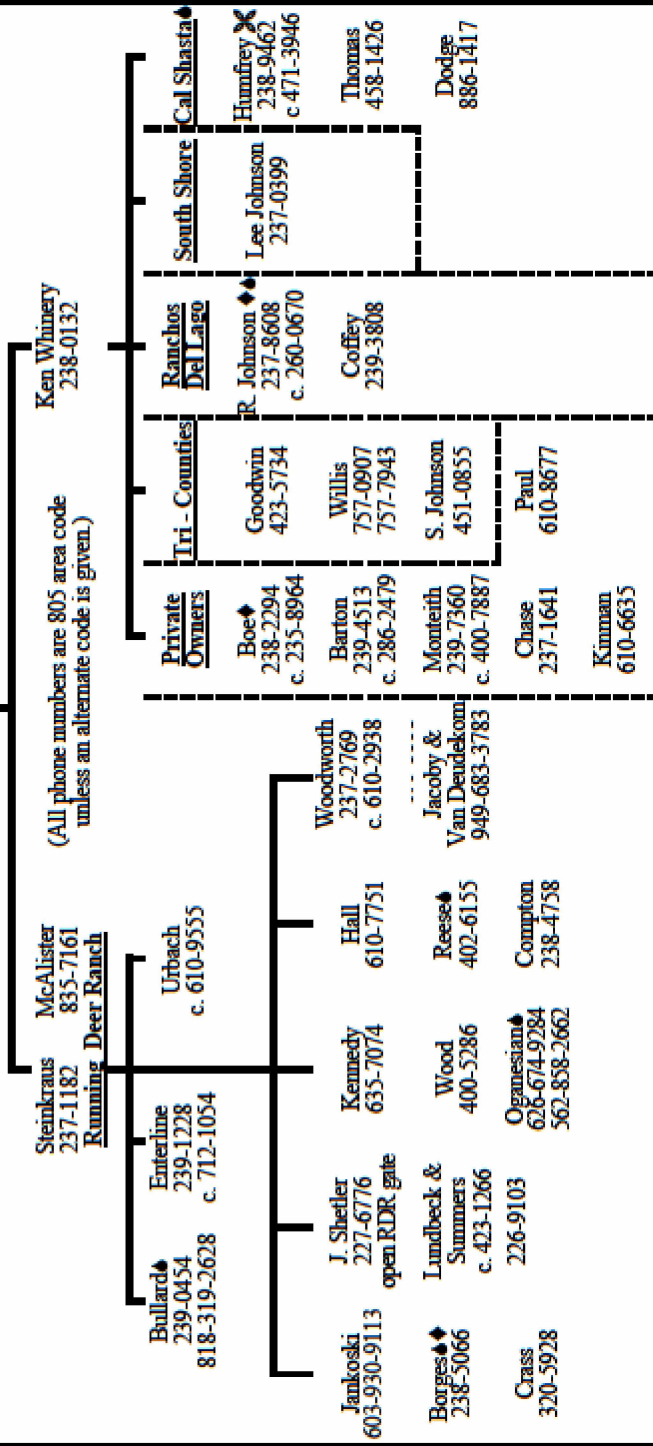 Steinkraus
237-1182
McAlister
835-7161
Running Deer Ranch
(All phone numbers are 805 area code
unless an alternate code is given.)
Ken Whinery
238-0132
Bullard
239-0454
818-319-2628
Enterline
239-1228
c. 712-1054
Urbach
c. 610-9555
Jankoski
603-930-9113
Borges
238-5066
Crass
320-5928
J. Shetler
227-6776
open RDR gate
Lundbeck &
Summers
c. 423-1266
226-9103
Kennedy
635-7074
Wood
400-5286
Oganesian
626-674-9284
562-858-2662
Hall
610-7751
Reese
402-6155
Compton
238-4758
Woodworth
237-2769
c. 610-2938
Jacoby &
Van Deudekom
949-683-3783
Private
Owners
Boe
238-2294
c. 235-8964
Barton
239-4513
c. 286-2479
Monteith
239-7360
c. 400-7887
Chase
237-1641
Kinman
610-6635
Tri - Counties
Goodwin
423-5734
Willis
757-0907
757-7943
S. Johnson
451-0855
Paul
610-8677
Ranchos
Del Lago
R. Johnson
237-8608
c. 260-0670
Coffey
239-3808
South Shore
Lee Johnson
237-0399
Cal Shasta
Humfrey
238-9462
c 471-3946
Thomas
458-1426
Dodge
886-1417